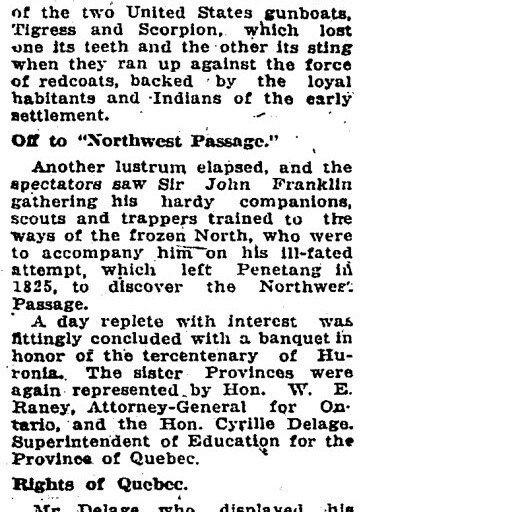 of the two United States gunboats,
Tigress and Scorpion, which lost
one its teeth and the other its sting
when they ran up against the force
of redcoats, backed by the loyal
habitants and Indians of the early
settlement.
Off to "Northwest Passage."
Another lustrum elapsed, and the
spectators saw Sir John Franklin
gathering his hardy companions,
scouts and trappers trained to the
ways of the frozen North, who were
to accompany him on his ill-fated
attempt, which left Penetang in
1825, to discover the Northwest
Passage.
A day replete with interest was
fittingly concluded with a banquet in
honor of the tercentenary of Hu-
ronia. The sister Provinces were
again represented by Hon. W. E.
Raney, Attorney-General for On-
tario, and the Hon. Cyrille Delage.
Superintendent of Education for the
Province of Quebec.
Rights of Quebec.
Mr. Delage who displayed his